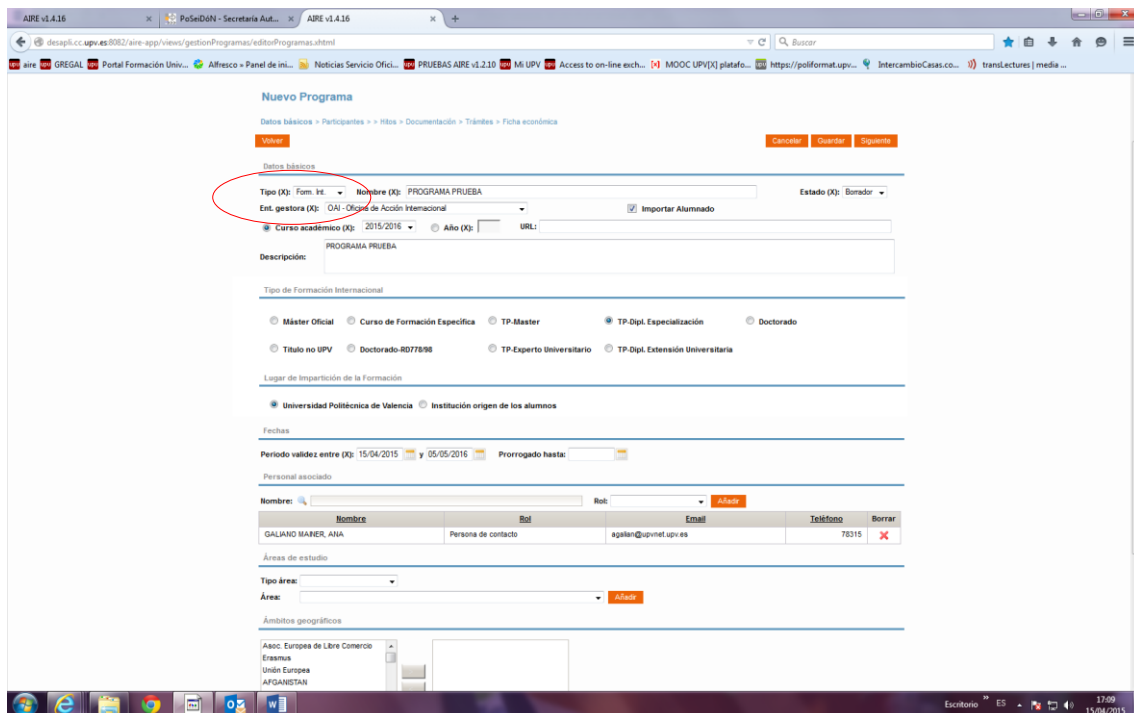 AIRE v1.4.16 × PoSeiDóN - Secretaría Aut... × AIRE v1.4.16 × +
desapli.cc.upv.es:8082/aire-app/views/gestionProgramas/editorProgramas.xhtml Buscar
aire GREGAL Portal Formación Univ... Alfresco » Panel de ini... Noticias Servicio Ofici... PRUEBAS AIRE v1.2.10 Mi UPV Access to on-line exch... MOOC UPV[X] platafo... https://poliformat.upv... IntercambioCasas.co... transLectures | media ...
Nuevo Programa
Datos básicos > Participantes > > Hitos > Documentación > Trámites > Ficha económica
Volver Cancelar Guardar Siguiente
Datos básicos
Tipo (X): Form. Int. Nombre (X): PROGRAMA PRUEBA Estado (X): Borrador
Ent. gestora (X): OAI - Oficina de Acción Internacional Importar Alumnado
Curso académico (X): 2015/2016 Año (X): URL:
Descripción: PROGRAMA PRUEBA
Tipo de Formación Internacional
Máster Oficial Curso de Formación Específica TP-Master TP-Dipl. Especialización Doctorado
Título no UPV Doctorado-RD778/98 TP-Experto Universitario TP-Dipl. Extensión Universitaria
Lugar de Impartición de la Formación
Universidad Politécnica de Valencia Institución origen de los alumnos
Fechas
Periodo validez entre (X): 15/04/2015 y 05/05/2016 Prorrogado hasta:
Personal asociado
Nombre: Rol: Añadir
Nombre Rol Email Teléfono Borrar
GALIANO MAINER, ANA Persona de contacto agalian@upvnet.upv.es 78315
Áreas de estudio
Tipo área:
Área: Añadir
Ámbitos geográficos
Asoc. Europea de Libre Comercio
Erasmus
Unión Europea
AFGANISTAN
Escritorio » ES 17:09
15/04/2015